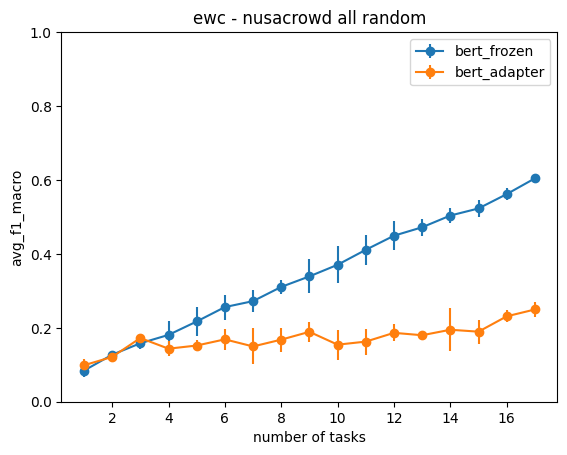 ewc - nusacrowd all random
bert_frozen
bert_adapter
avg_f1_macro
1.0
0.8
0.6
0.4
0.2
0.0
2 4 6 8 10 12 14 16
number of tasks